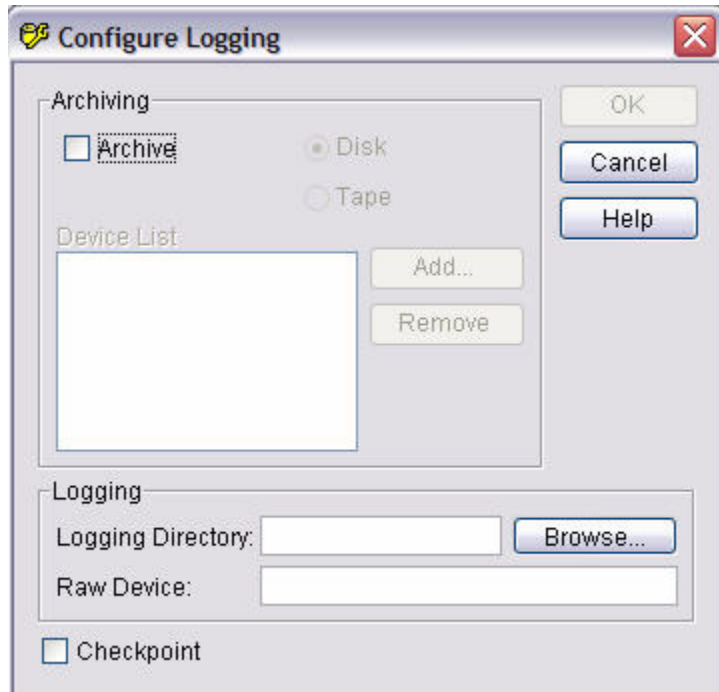 Configure Logging
Archiving
Archive
Disk
Tape
Device List
Add...
Remove
OK
Cancel
Help
Logging
Logging Directory:
Browse...
Raw Device:
Checkpoint